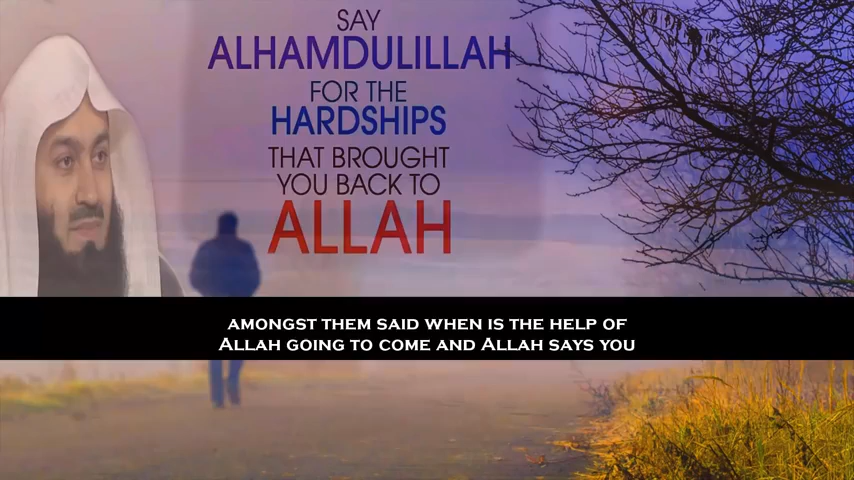 SAY
ALHAMDULILLAH
FOR THE
HARDSHIPS
THAT BROUGHT
YOU BACK TO
ALLAH
AMONGST THEM SAID WHEN IS THE HELP OF
ALLAH GOING TO COME AND ALLAH SAYS YOU